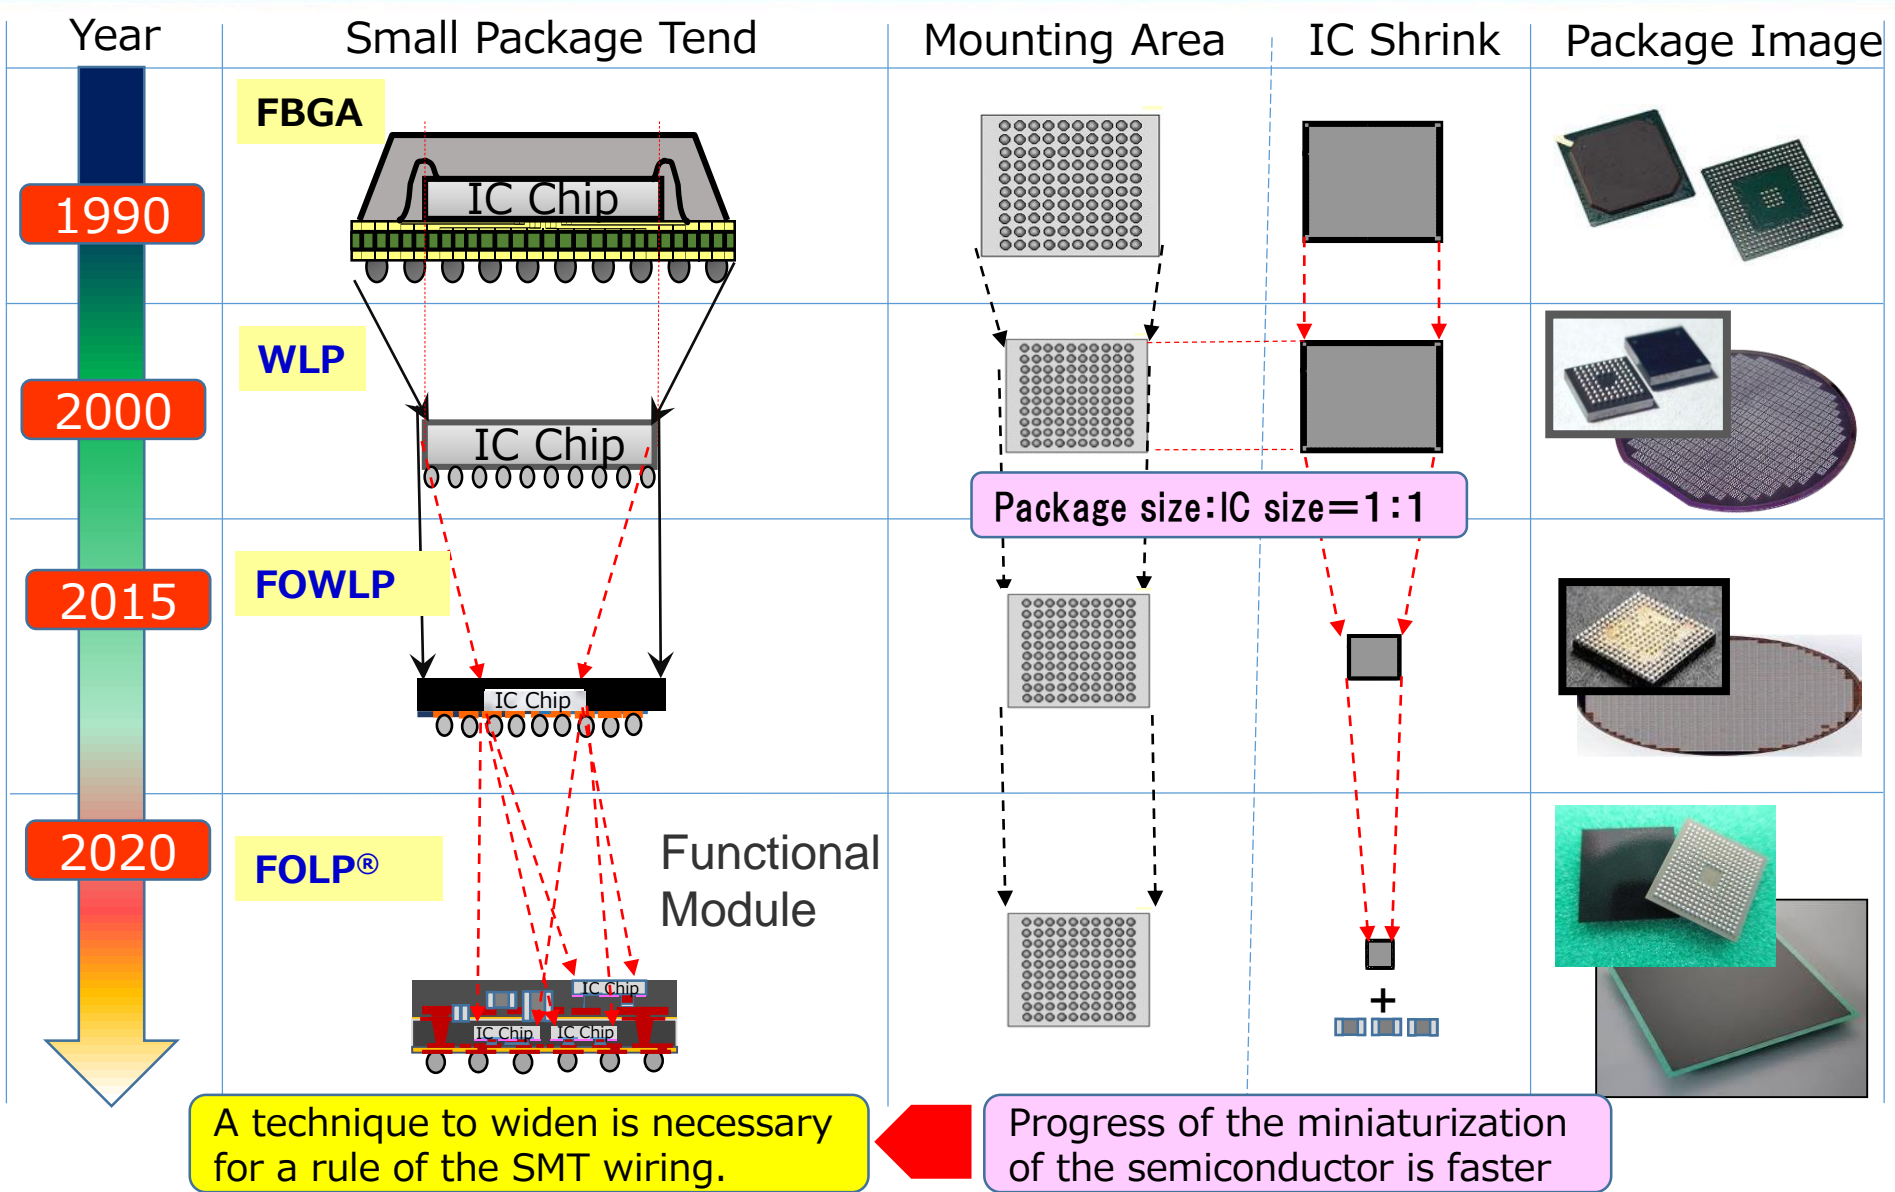 Year
Small Package Tend
Mounting Area
IC Shrink
Package Image
FBGA
IC Chip
1990
WLP
2000
IC Chip
Package size:IC size=1:1
FOWLP
2015
IC Chip
2020
FOLP®
Functional
Module
IC Chip
IC Chip
IC Chip
+
A technique to widen is necessary
for a rule of the SMT wiring.
Progress of the miniaturization
of the semiconductor is faster